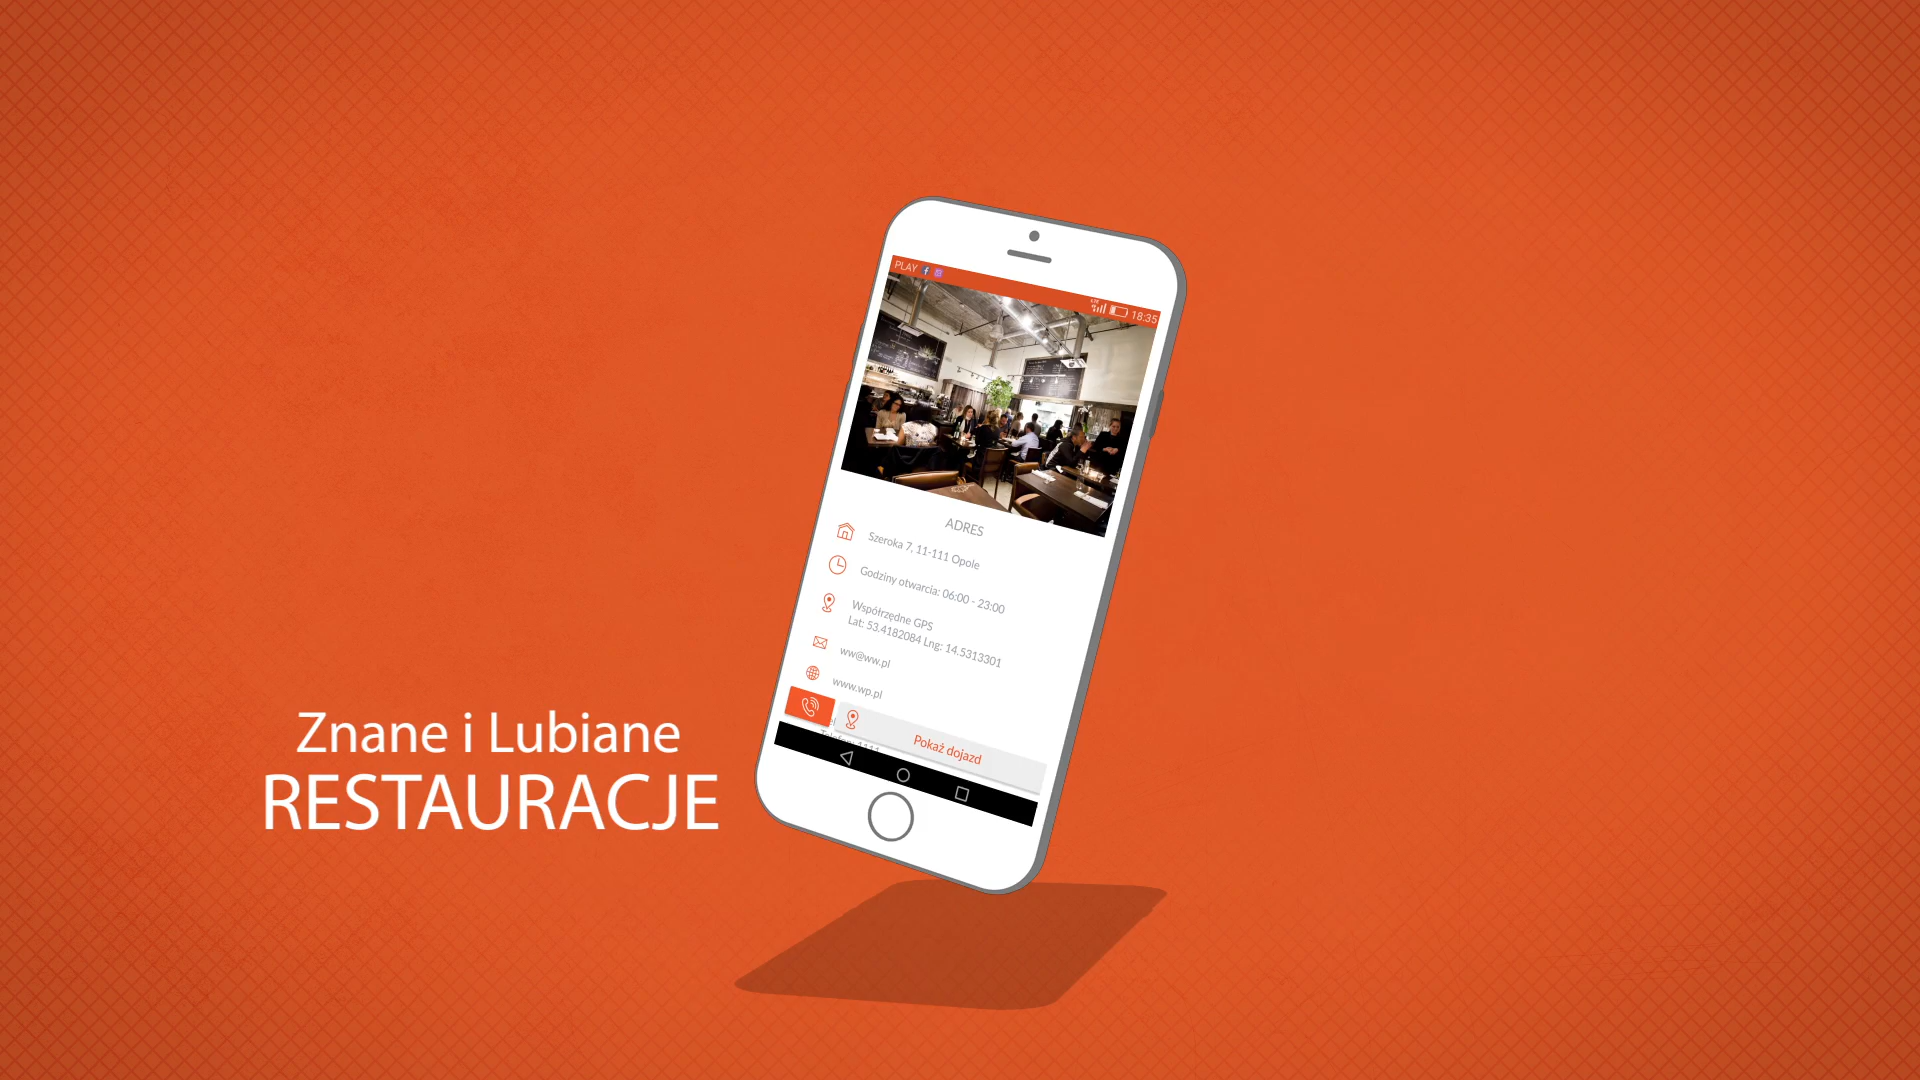 PLAY
LTE
18:35
ADRES
Szeroka 7, 11-111 Opole
Godziny otwarcia: 06:00 - 23:00
Współrzędne GPS
Lat: 53.4182084 Lng: 14.5313301
ww@ww.pl
www.wp.pl
Pokaż dojazd
Znane i Lubiane
RESTAURACJE